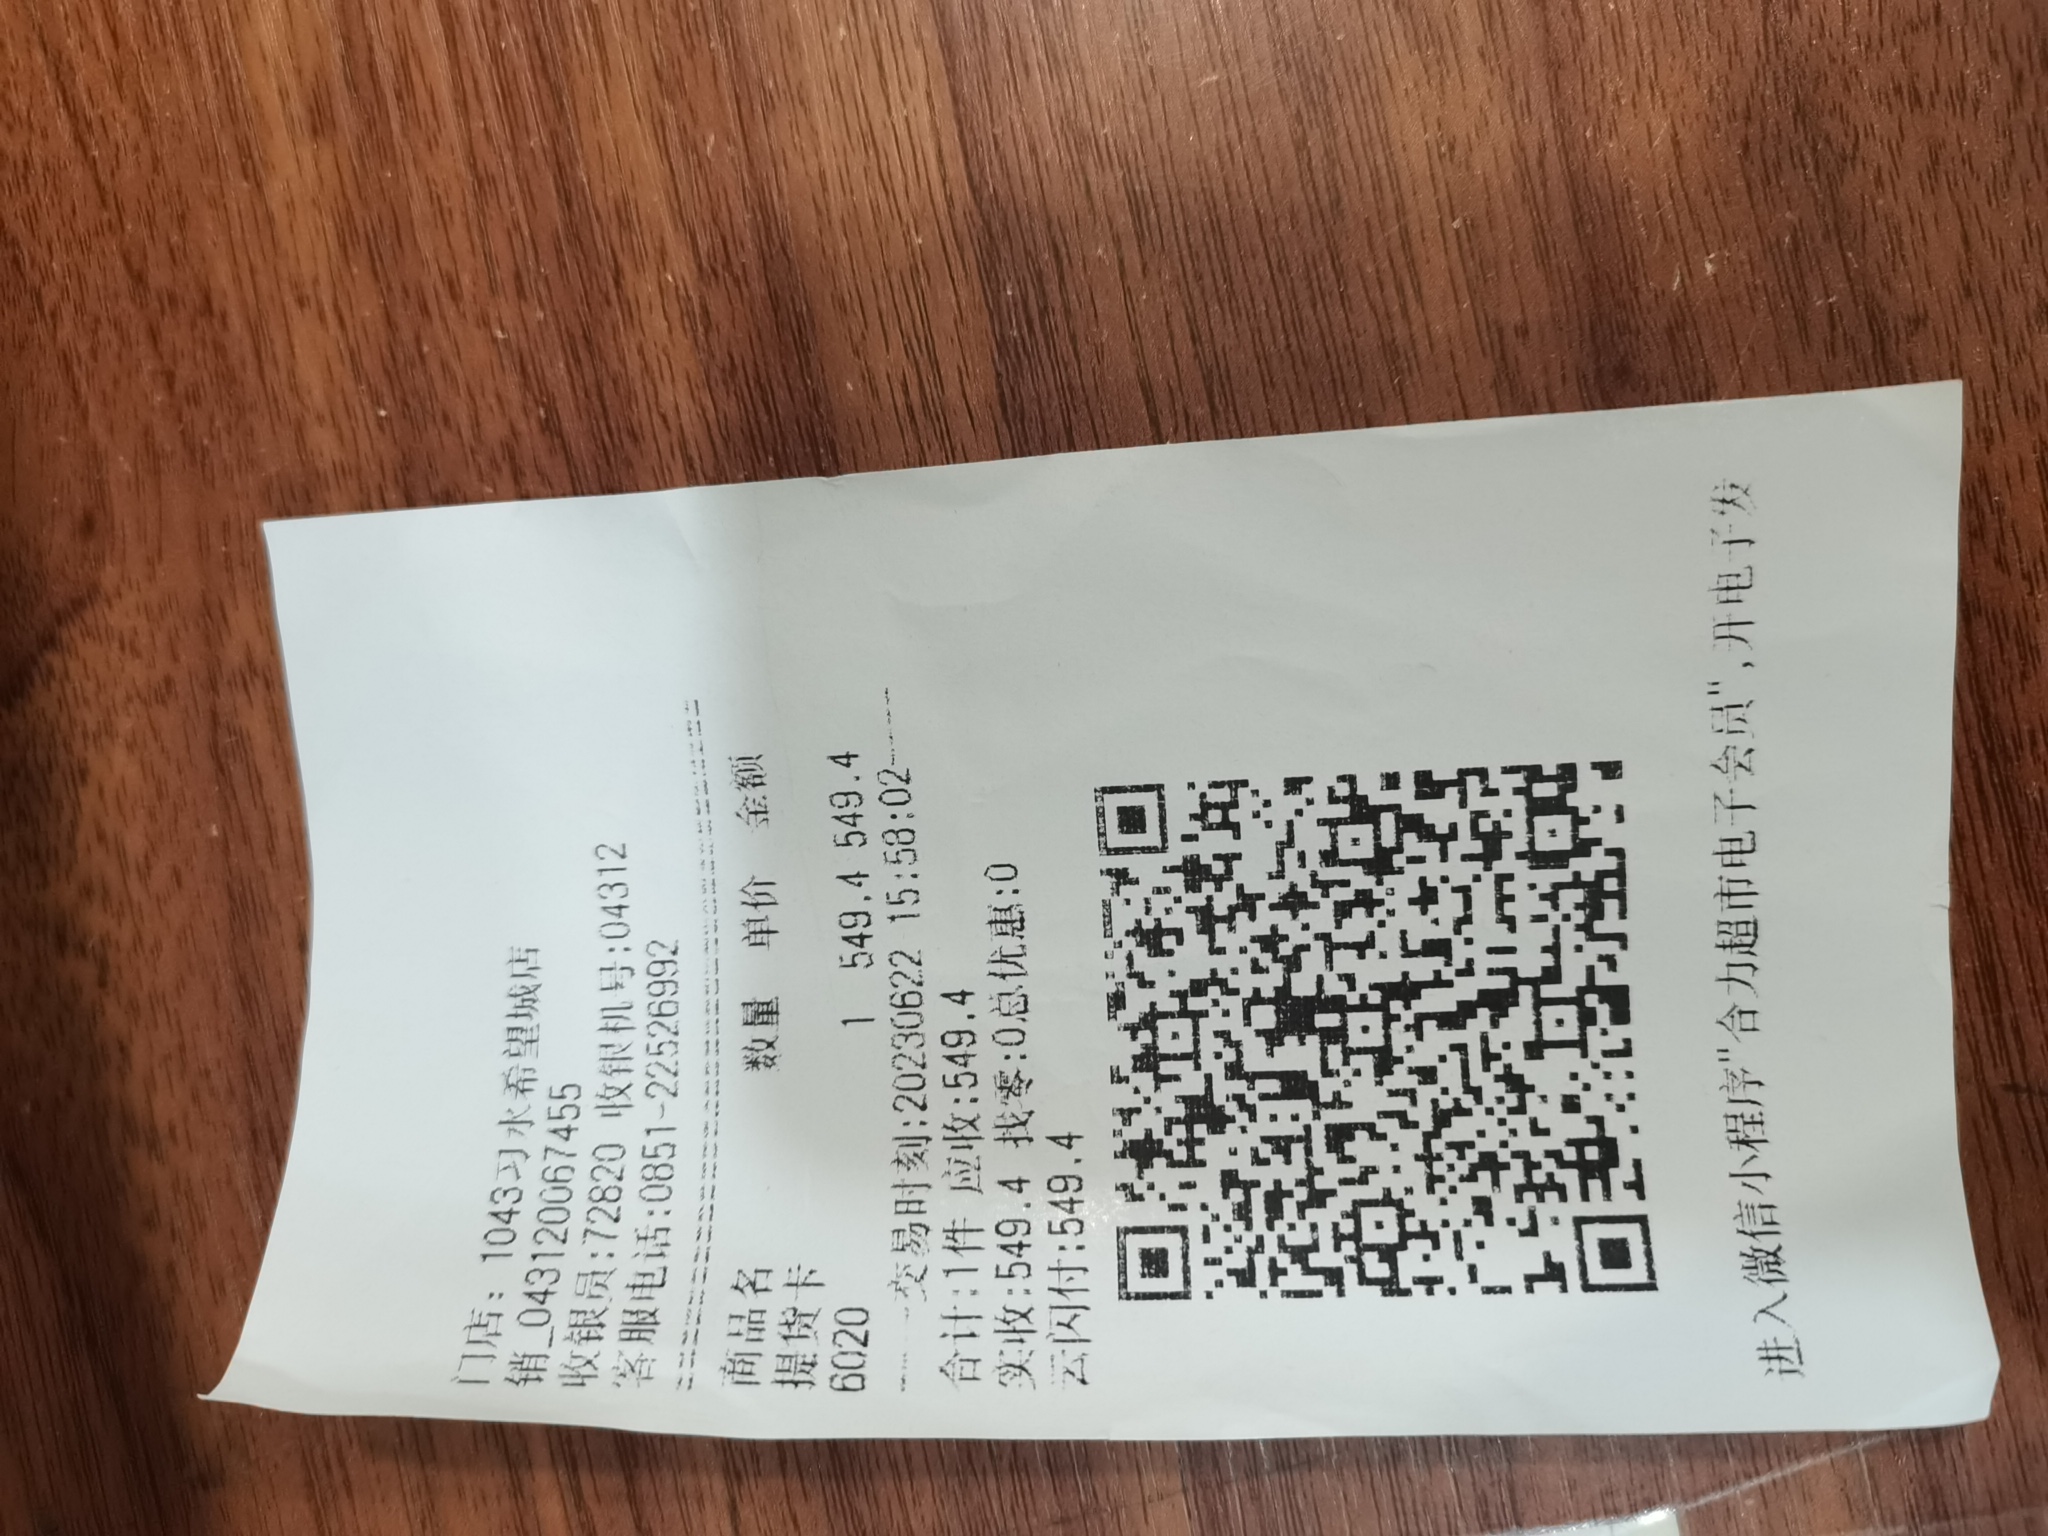 门店: 1043习水希望城店
销_043120067455
收银员:72820 收银机号:04312
客服电话:0851-22526992
商品名 数量 单价 金额
提货卡
6020 1 549.4 549.4
交易时刻:20230622 15:58:02
合计:1件 应收:549.4
实收:549.4 找零:0总优惠:0
云闪付:549.4
进入微信小程序"合力超市电子会员",开电子发